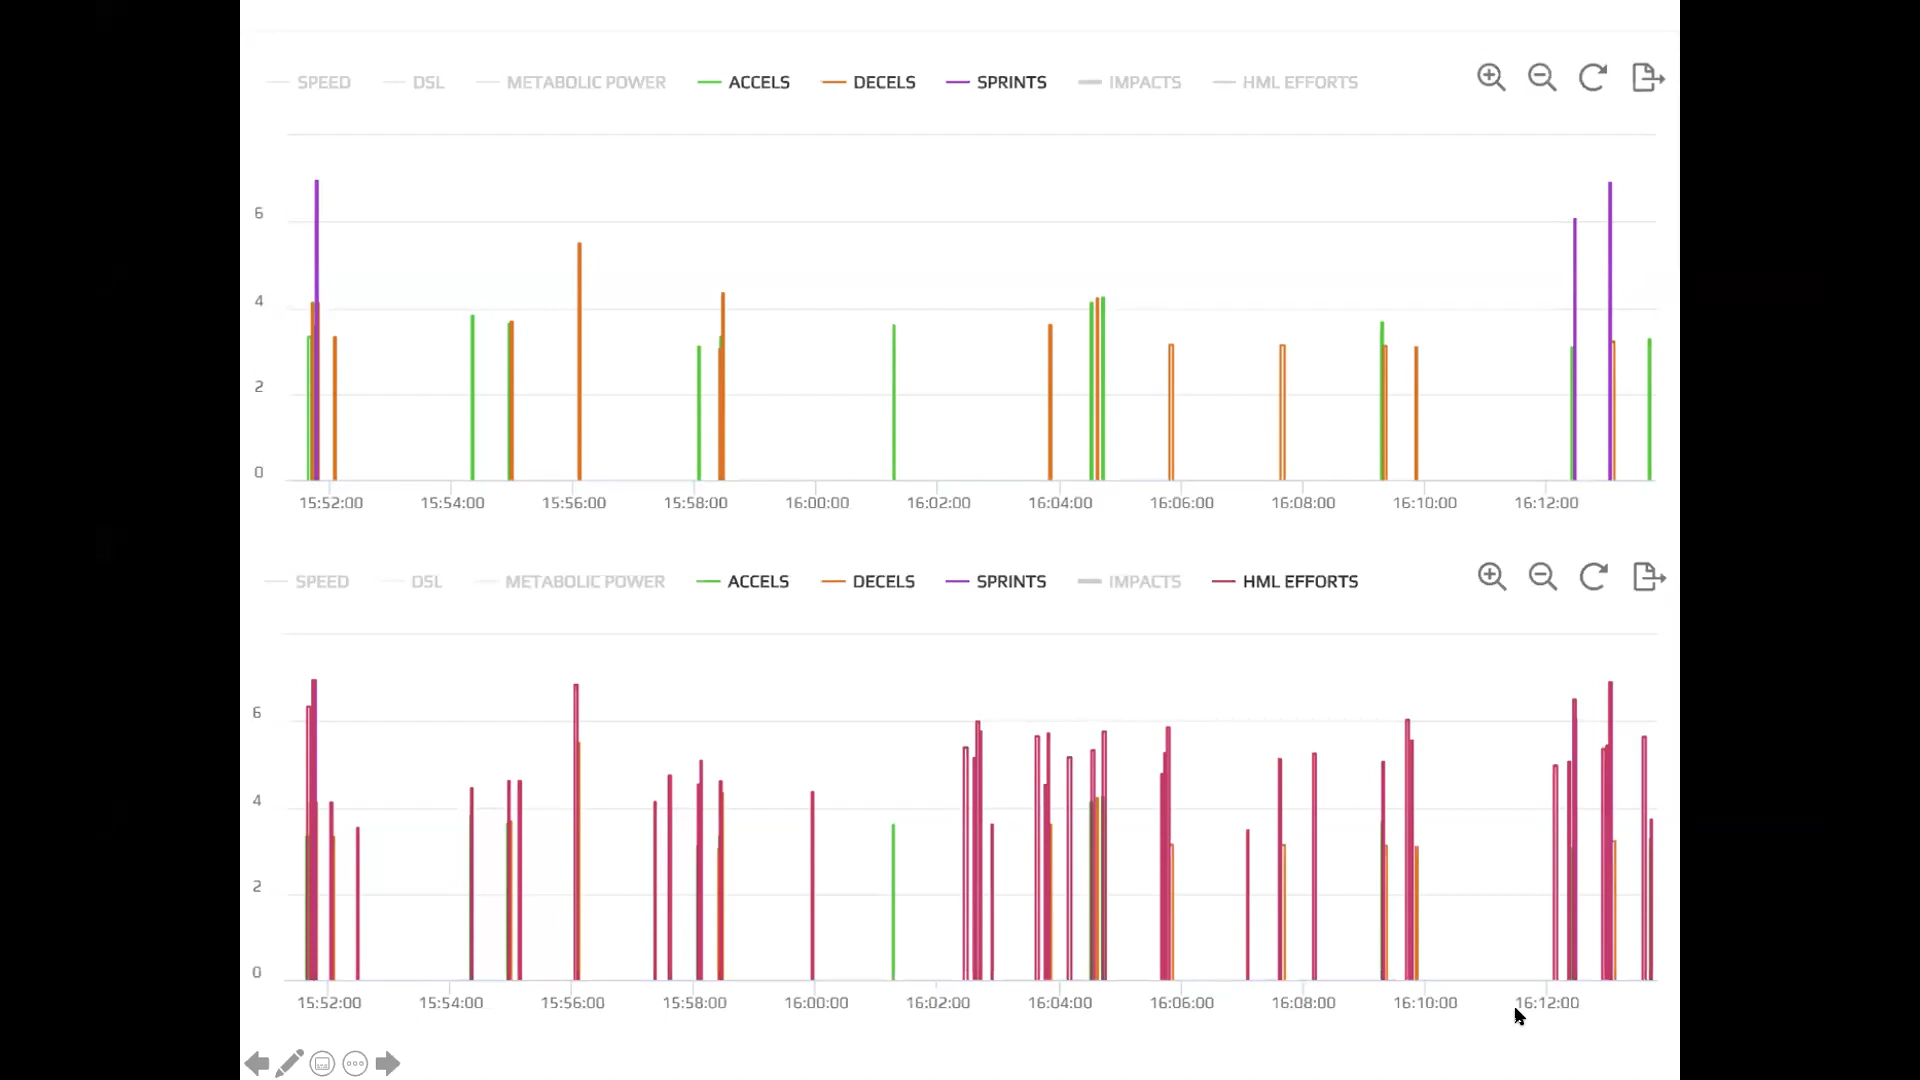 SPEED DSL METABOLIC POWER ACCELS DECELS SPRINTS IMPACTS HML EFFORTS
6
4
2
0
15:52:00 15:54:00 15:56:00 15:58:00 16:00:00 16:02:00 16:04:00 16:06:00 16:08:00 16:10:00 16:12:00
SPEED DSL METABOLIC POWER ACCELS DECELS SPRINTS IMPACTS HML EFFORTS
6
4
2
0
15:52:00 15:54:00 15:56:00 15:58:00 16:00:00 16:02:00 16:04:00 16:06:00 16:08:00 16:10:00 16:12:00